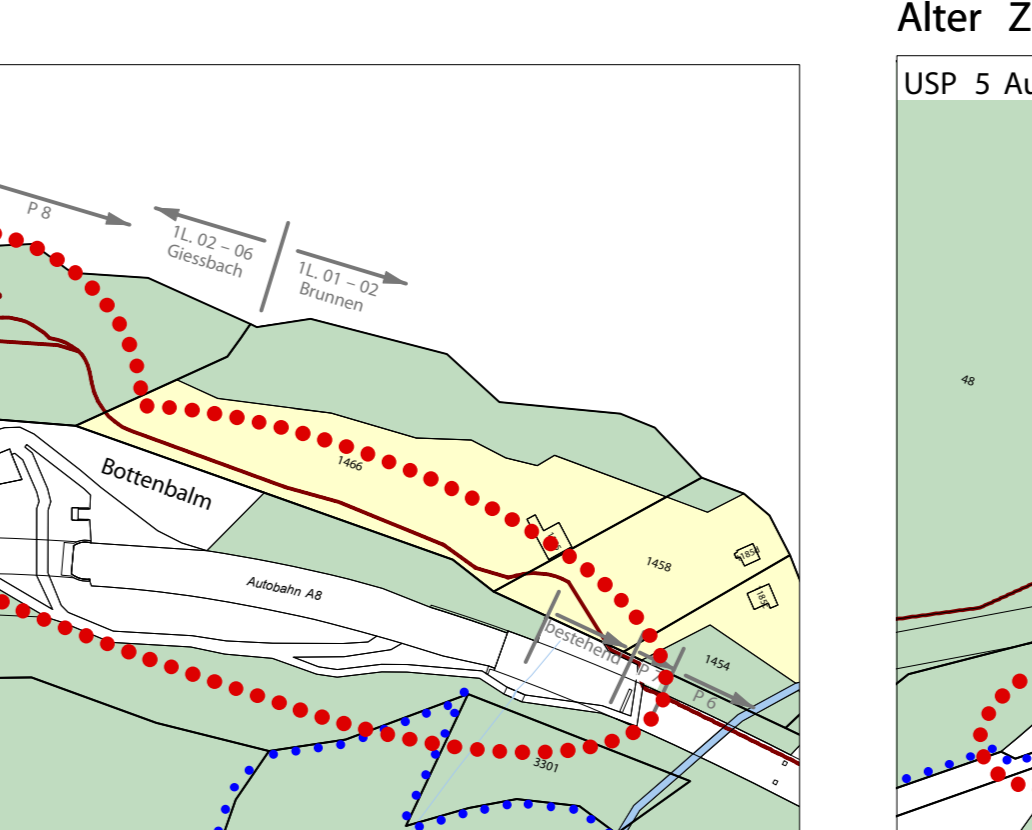 Alter Z
USP 5 Au
P 8
1L. 02 – 06
Giessbach
1L. 01 – 02
Brunnen
48
1466
Bottenbalm
1458
Autobahn A8
bestehend
P 7
1454
P 6
3301